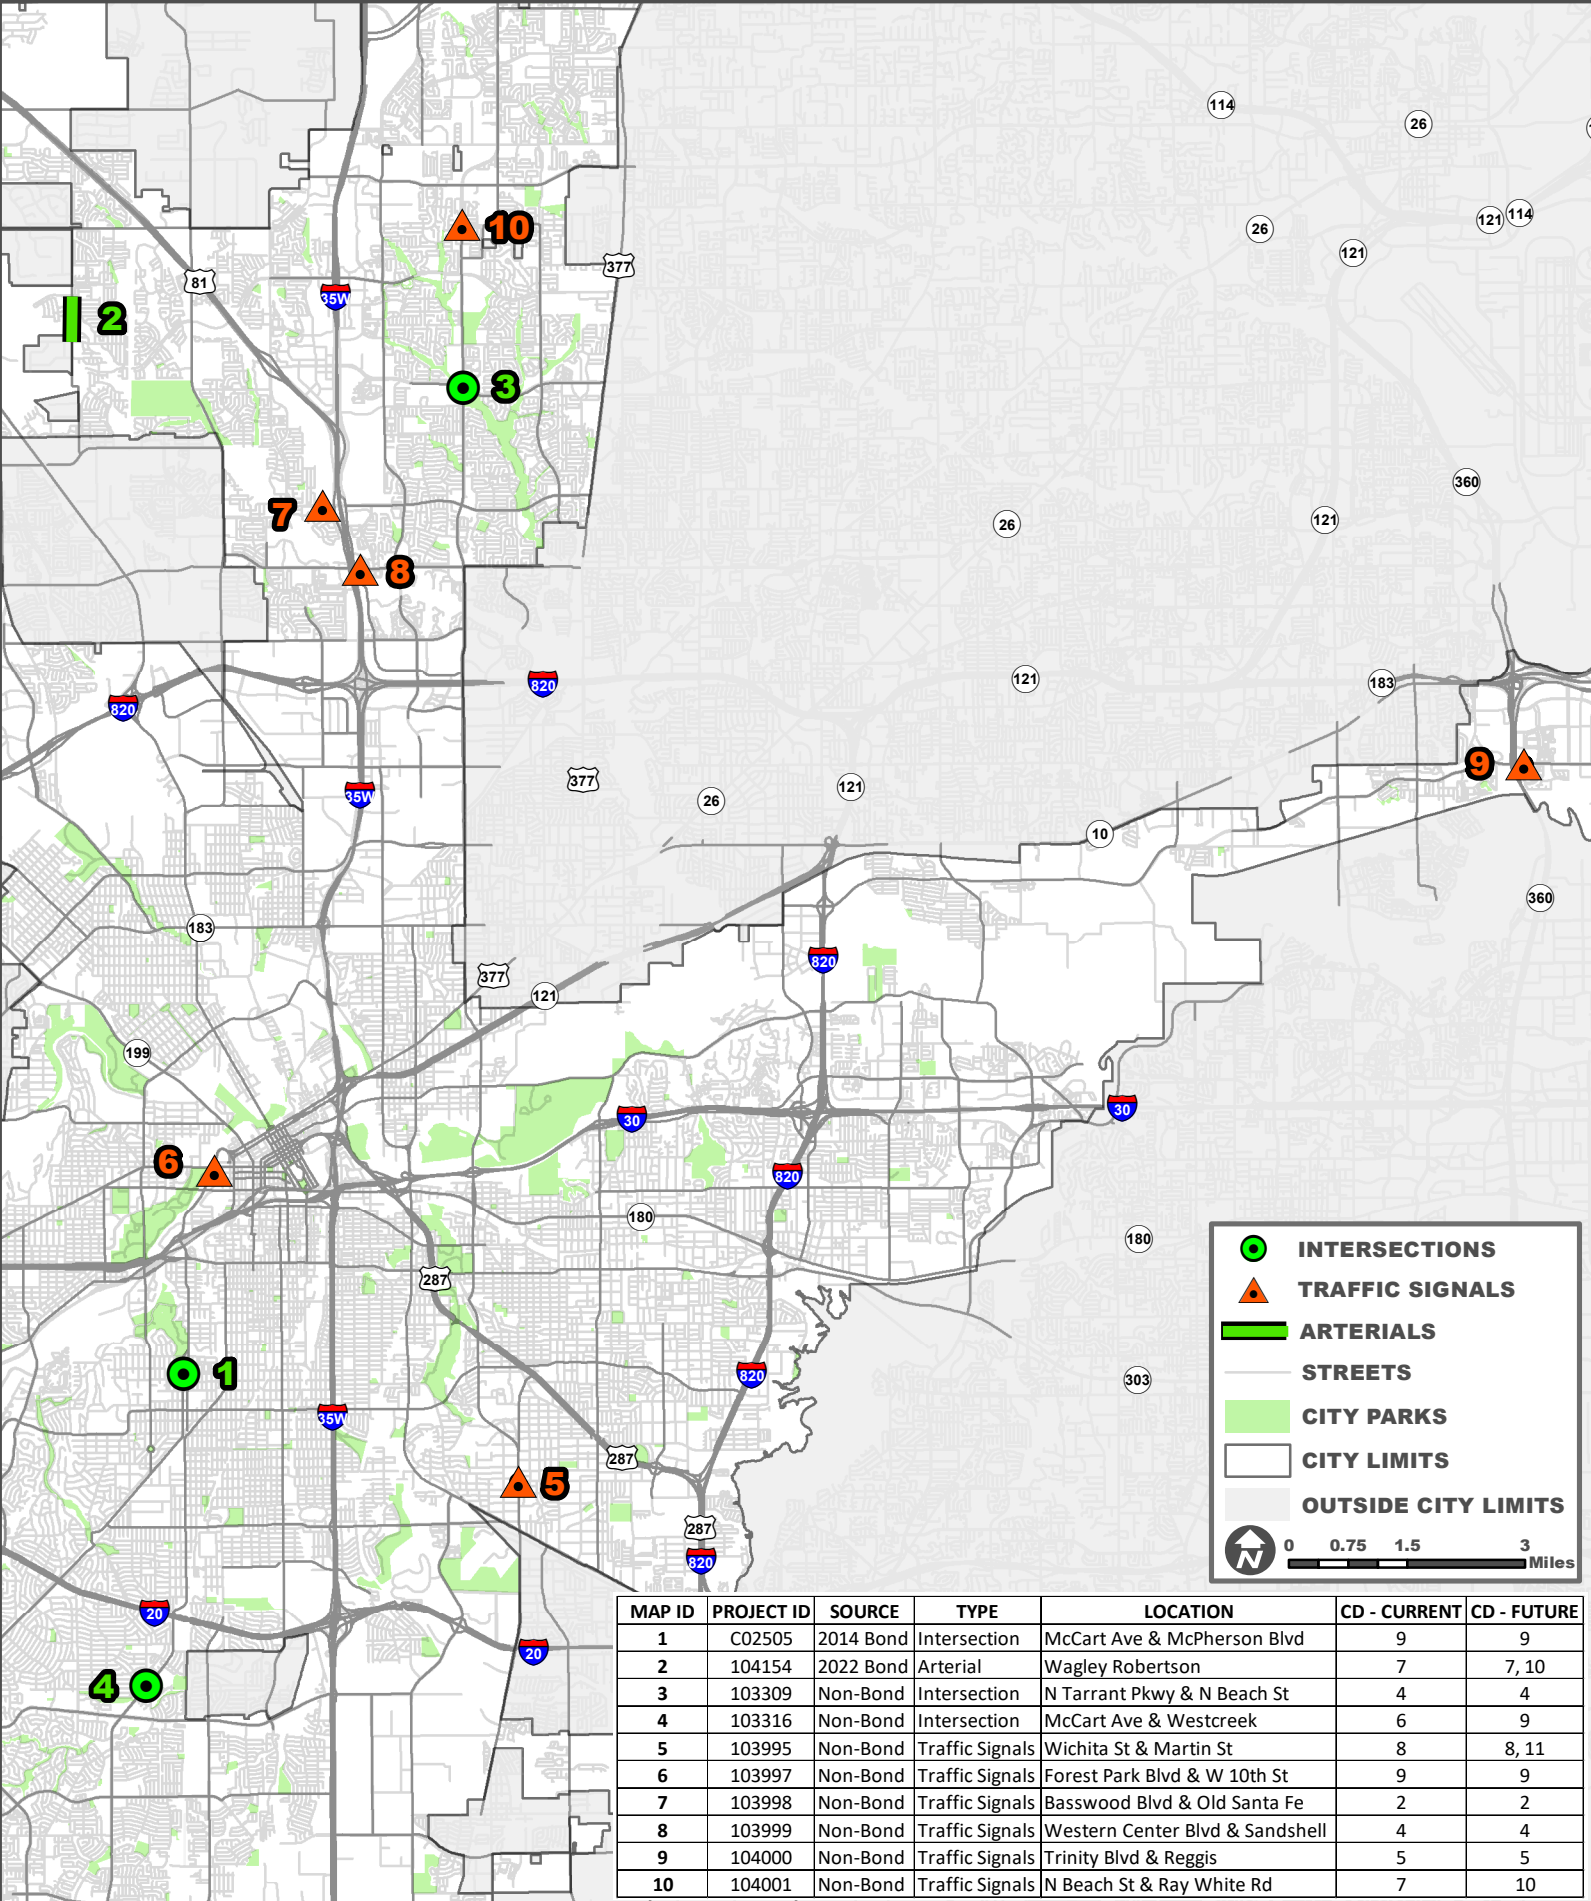 114
26
10
121
114
26
121
377
81
35W
2
3
360
7
26
121
8
820
121
183
820
9
377
35W
26
121
10
360
183
820
377
121
199
30
30
6
820
180
180
287
1
820
303
35W
287
5
287
820
20
20
4
INTERSECTIONS
TRAFFIC SIGNALS
ARTERIALS
STREETS
CITY PARKS
CITY LIMITS
OUTSIDE CITY LIMITS
N
0 0.75 1.5 3
Miles
MAP ID PROJECT ID SOURCE TYPE LOCATION CD - CURRENT CD - FUTURE
1 C02505 2014 Bond Intersection McCart Ave & McPherson Blvd 9 9
2 104154 2022 Bond Arterial Wagley Robertson 7 7, 10
3 103309 Non-Bond Intersection N Tarrant Pkwy & N Beach St 4 4
4 103316 Non-Bond Intersection McCart Ave & Westcreek 6 9
5 103995 Non-Bond Traffic Signals Wichita St & Martin St 8 8, 11
6 103997 Non-Bond Traffic Signals Forest Park Blvd & W 10th St 9 9
7 103998 Non-Bond Traffic Signals Basswood Blvd & Old Santa Fe 2 2
8 103999 Non-Bond Traffic Signals Western Center Blvd & Sandshell 4 4
9 104000 Non-Bond Traffic Signals Trinity Blvd & Reggis 5 5
10 104001 Non-Bond Traffic Signals N Beach St & Ray White Rd 7 10